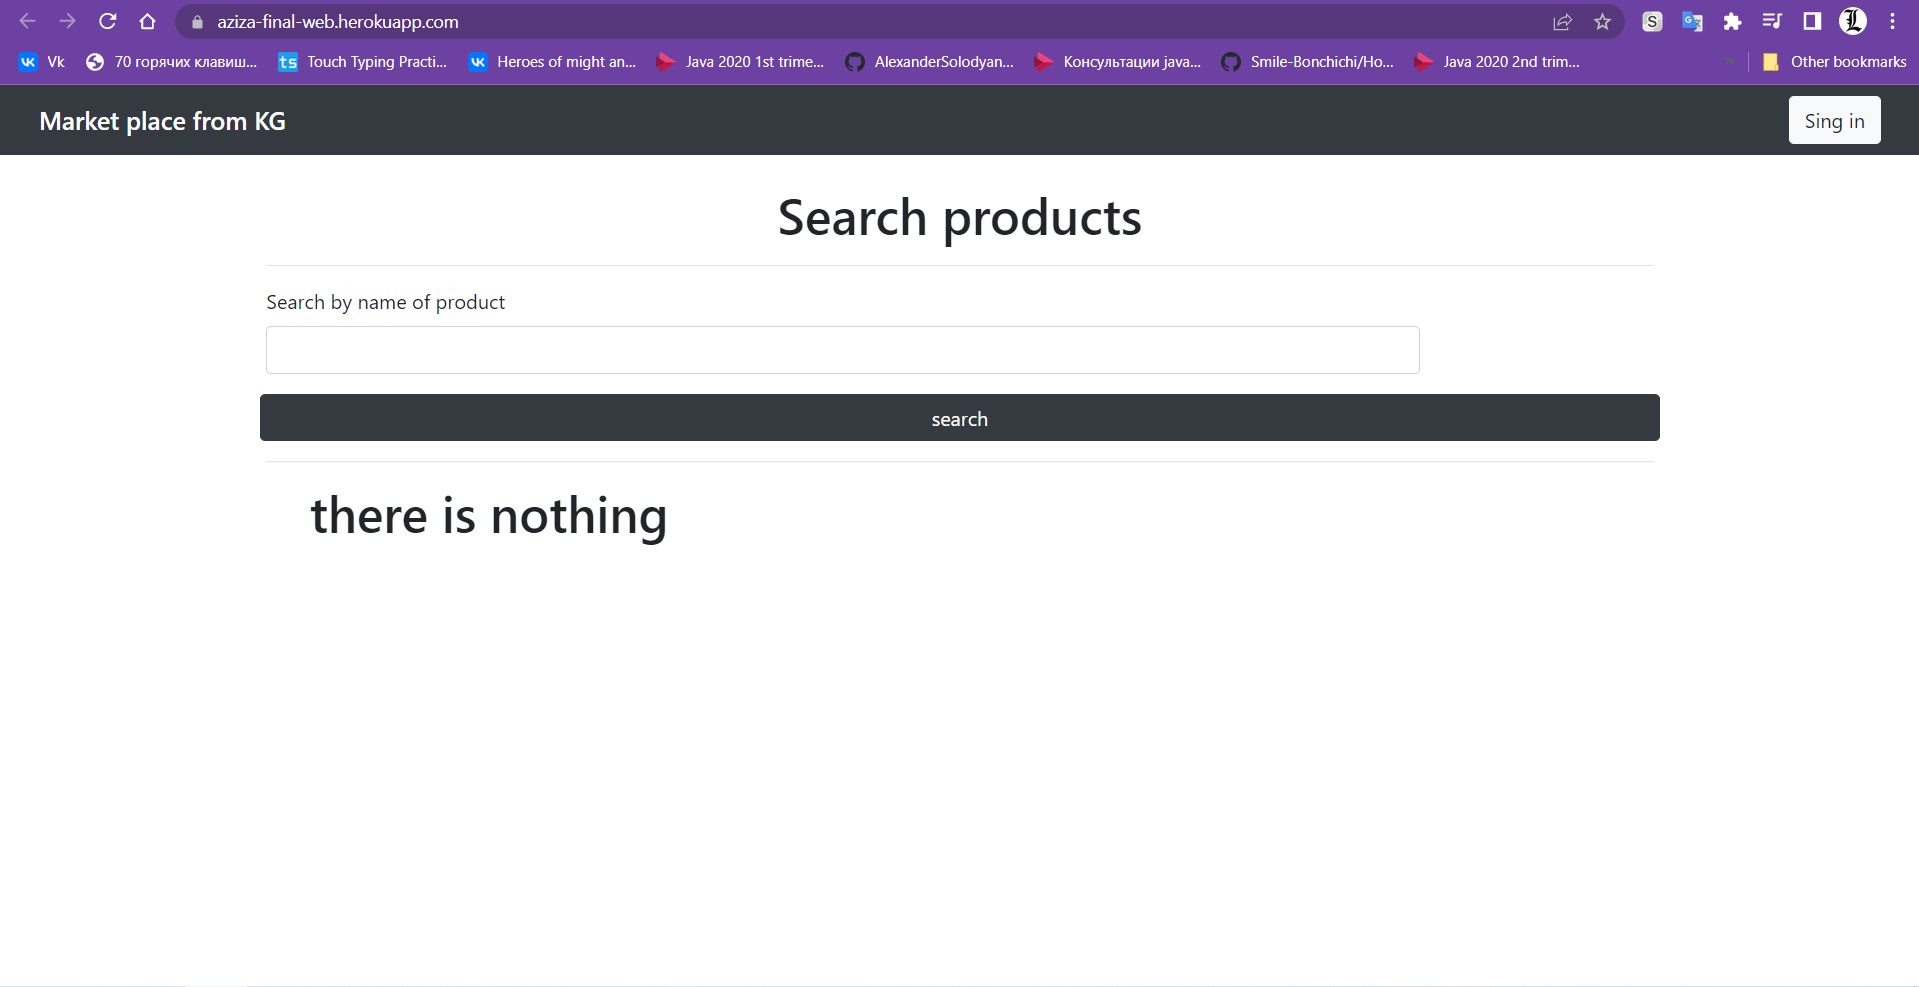 aziza-final-web.herokuapp.com
Vk 70 горячих клавиш... Touch Typing Practi... Heroes of might an... Java 2020 1st trime... AlexanderSolodyan... Консультации java... Smile-Bonchichi/Ho... Java 2020 2nd trim... » Other bookmarks
Market place from KG Sing in
Search products
Search by name of product
search
there is nothing